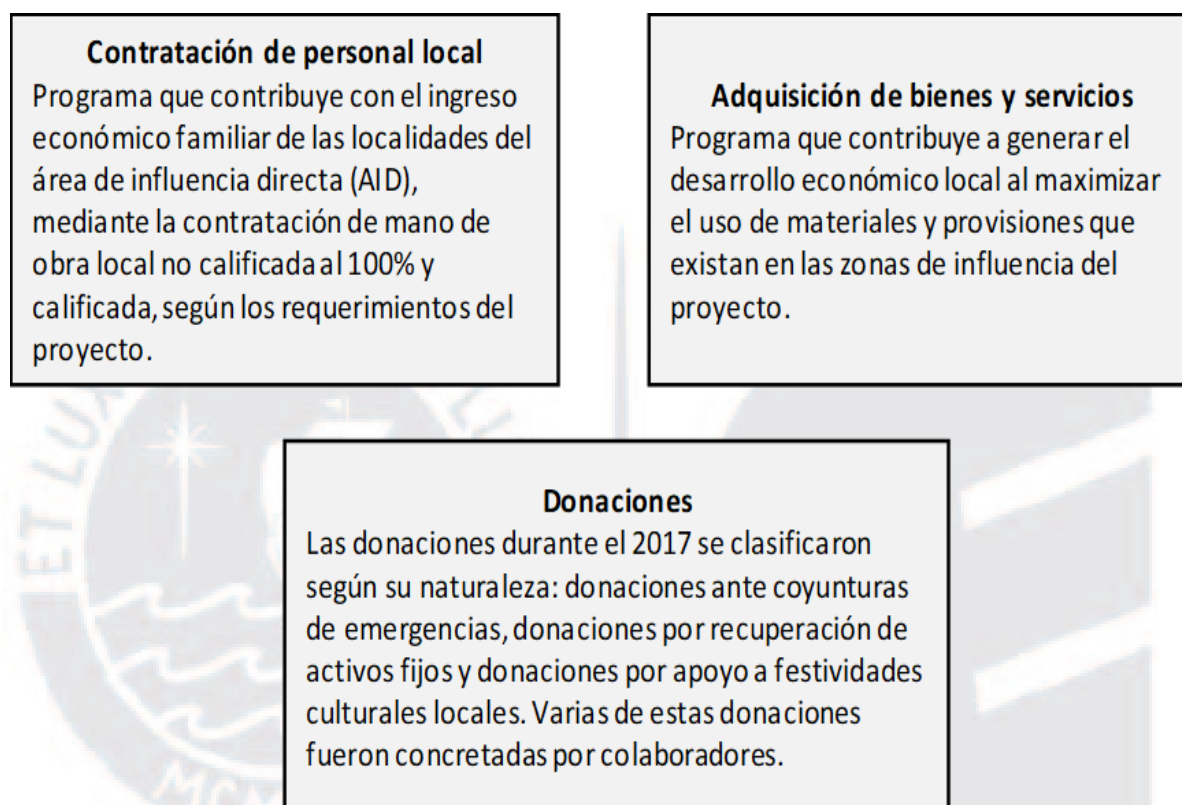 Contratación de personal local
Programa que contribuye con el ingreso
económico familiar de las localidades del
área de influencia directa (AID),
mediante la contratación de mano de
obra local no calificada al 100% y
calificada, según los requerimientos del
proyecto.
Adquisición de bienes y servicios
Programa que contribuye a generar el
desarrollo económico local al maximizar
el uso de materiales y provisiones que
existan en las zonas de influencia del
proyecto.
Donaciones
Las donaciones durante el 2017 se clasificaron
según su naturaleza: donaciones ante coyunturas
de emergencias, donaciones por recuperación de
activos fijos y donaciones por apoyo a festividades
culturales locales. Varias de estas donaciones
fueron concretadas por colaboradores.
ET LUX